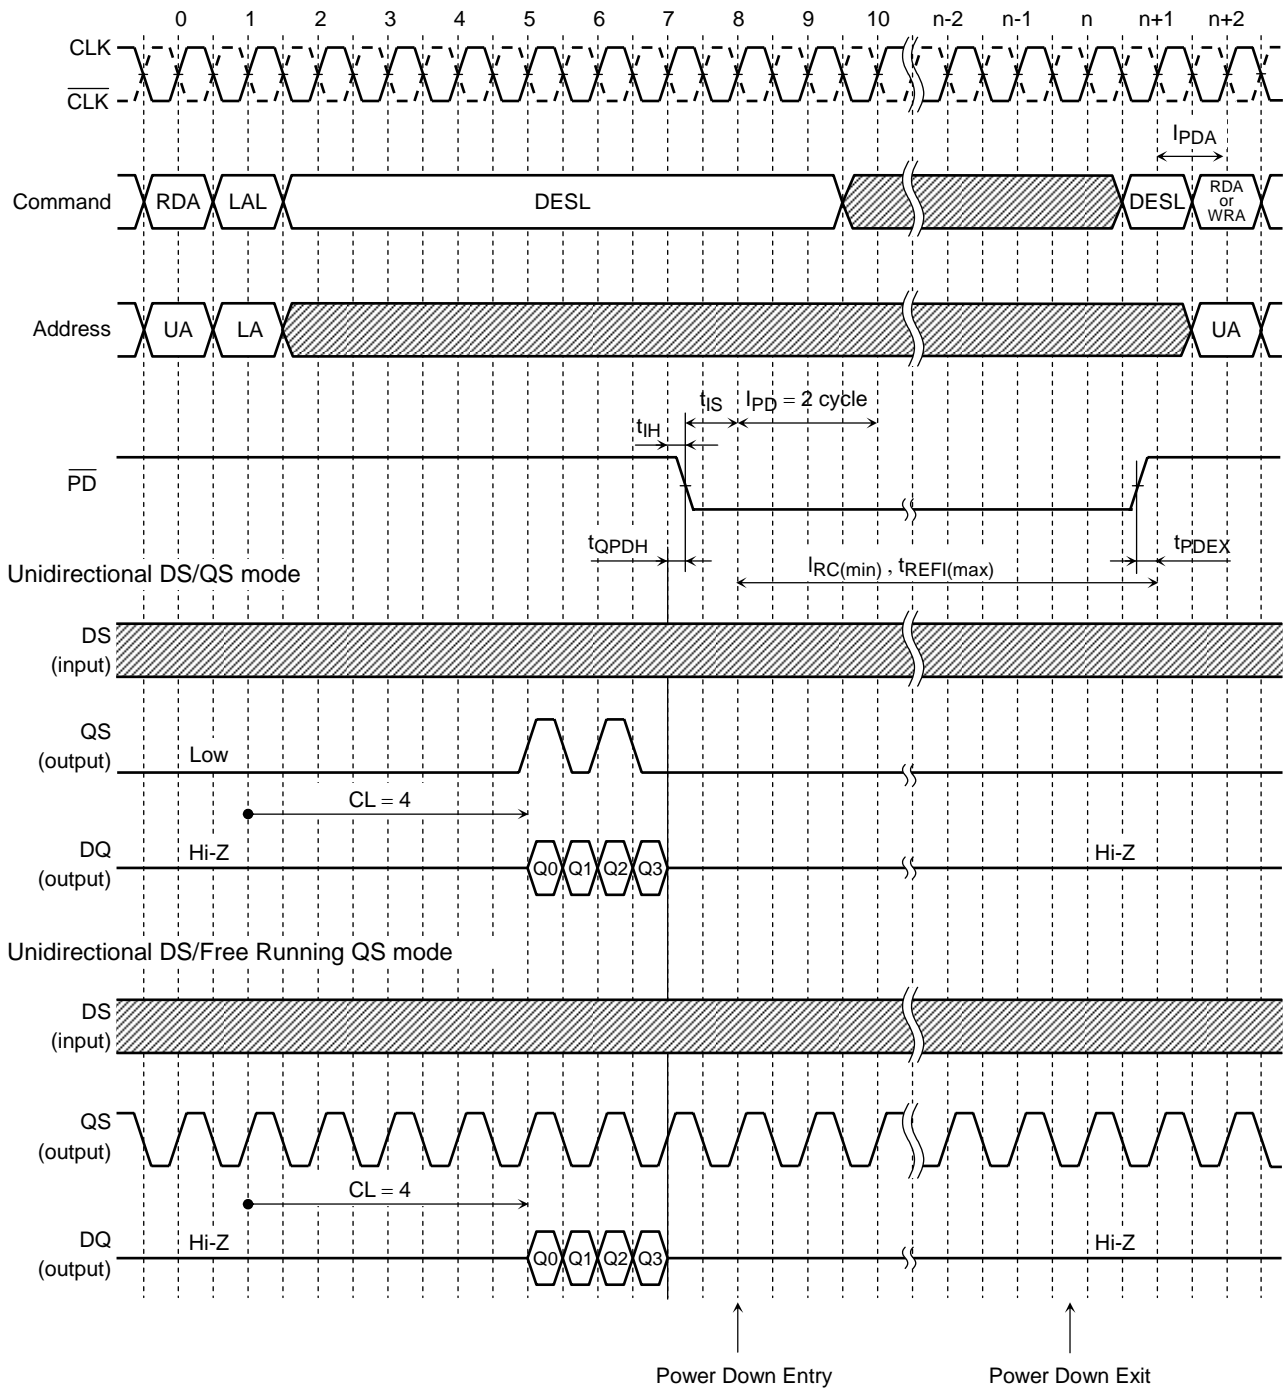 0 1 2 3 4 5 6 7 8 9 10 n-2 n-1 n n+1 n+2
CLK
CLK
IPDA
Command RDA LAL DESL DESL RDA or WRA
Address UA LA UA
tIS IPD = 2 cycle
tIH
PD
tQPDH tPDEX
IRC(min) , tREFI(max)
Unidirectional DS/QS mode
DS
(input)
QS
(output)
Low
CL = 4
DQ
(output)
Hi-Z Q0 Q1 Q2 Q3 Hi-Z
Unidirectional DS/Free Running QS mode
DS
(input)
QS
(output)
CL = 4
DQ
(output)
Hi-Z Q0 Q1 Q2 Q3 Hi-Z
Power Down Entry Power Down Exit